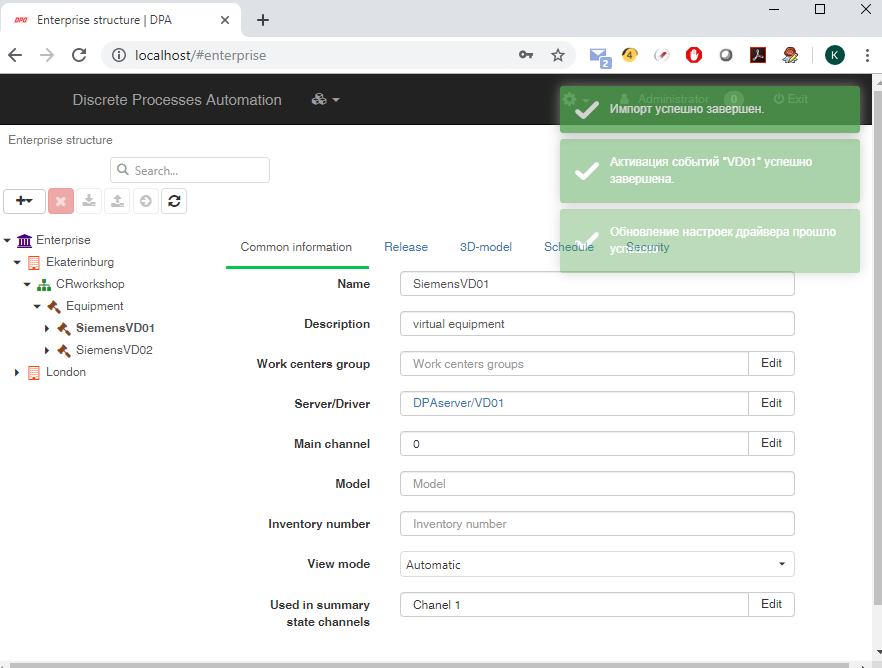 DPA Enterprise structure | DPA
localhost/#enterprise
2
4
K
Discrete Processes Automation
Administrator 0 Exit
Импорт успешно завершен.
Активация событий "VD01" успешно
завершена.
Обновление настроек драйвера прошло
успешно
Enterprise structure
Search...
Enterprise
Ekaterinburg
CRworkshop
Equipment
SiemensVD01
SiemensVD02
London
Common information Release 3D-model Schedule Security
Name SiemensVD01
Description virtual equipment
Work centers group Work centers groups Edit
Server/Driver DPAserver/VD01 Edit
Main channel 0 Edit
Model Model
Inventory number Inventory number
View mode Automatic
Used in summary
state channels Chanel 1 Edit